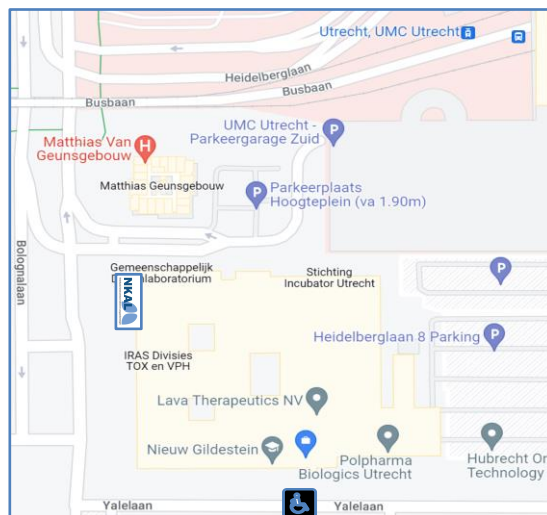 Utrecht, UMC Utrecht
Heidelberglaan
Busbaan
Busbaan
UMC Utrecht -
Parkeergarage Zuid
P
Matthias Van
Geunsgebouw
H
Matthias Geunsgebouw
P
Parkeerplaats
Hoogteplein (va 1.90m)
Bolognalaan
Gemeenschappelijk
NKAL
Stichting
Incubator Utrecht
P
Heidelberglaan 8 Parking
P
IRAS Divisies
TOX en VPH
Lava Therapeutics NV
Nieuw Gildestein
Polpharma
Biologics Utrecht
Hubrecht Or
Technology
Yalelaan
Yalelaan